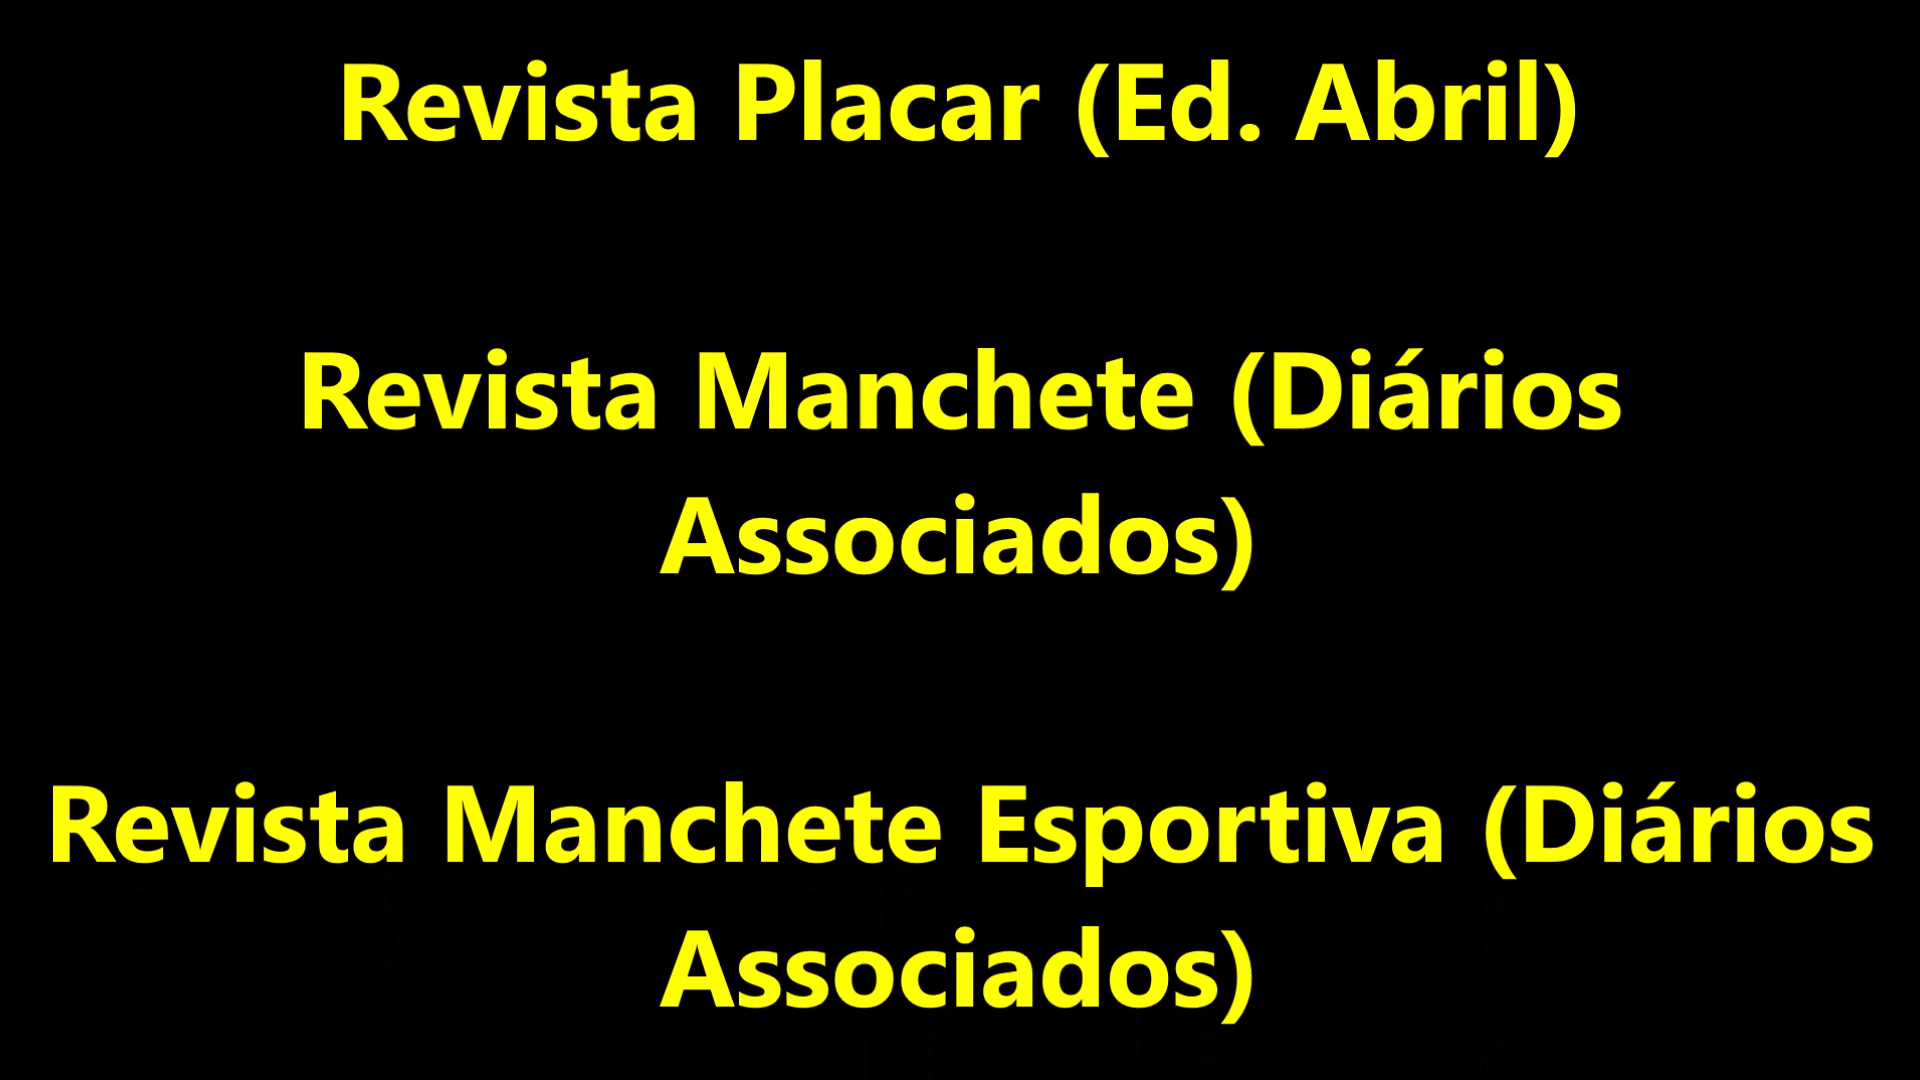 Revista Placar (Ed. Abril)
Revista Manchete (Diários
Associados)
Revista Manchete Esportiva (Diários
Associados)